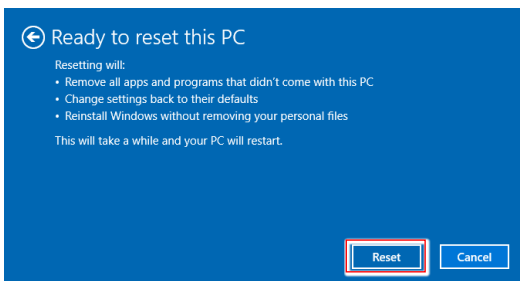 Ready to reset this PC
Resetting will:
• Remove all apps and programs that didn't come with this PC
• Change settings back to their defaults
• Reinstall Windows without removing your personal files
This will take a while and your PC will restart.
Reset
Cancel